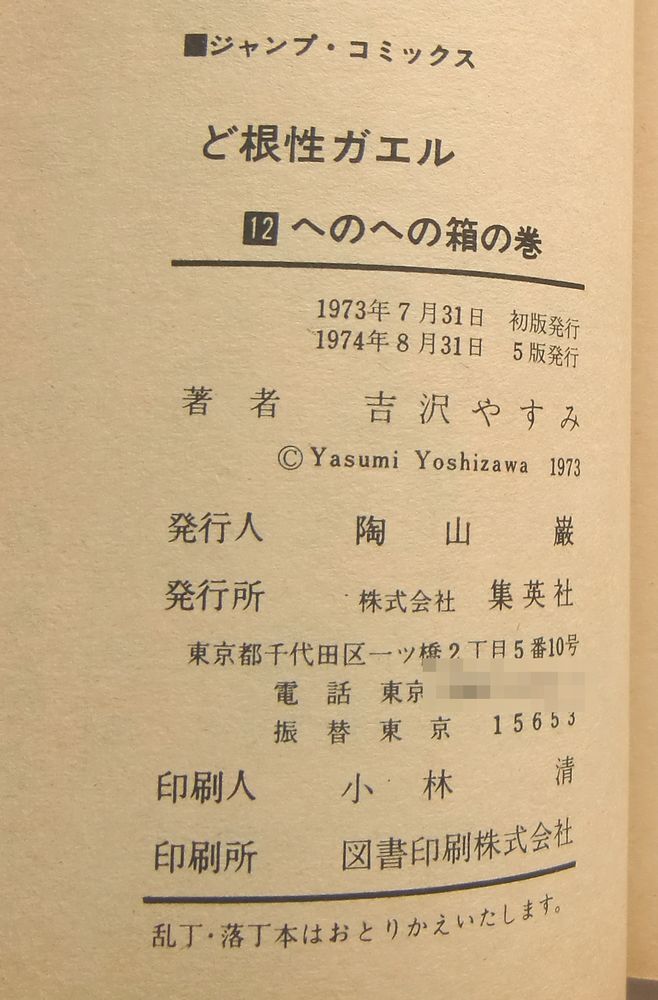 ■ジャンプ・コミックス
ど根性ガエル
12 へのへの箱の巻
1973年7月31日 初版発行
1974年8月31日 5版発行
著者 吉沢やすみ
©Yasumi Yoshizawa 1973
発行人 陶山巌
発行所 株式会社 集英社
東京都千代田区一ツ橋2丁目5番10号
電話 東京
振替東京 15653
印刷人 小林清
印刷所 図書印刷株式会社
乱丁・落丁本はおとりかえいたします。